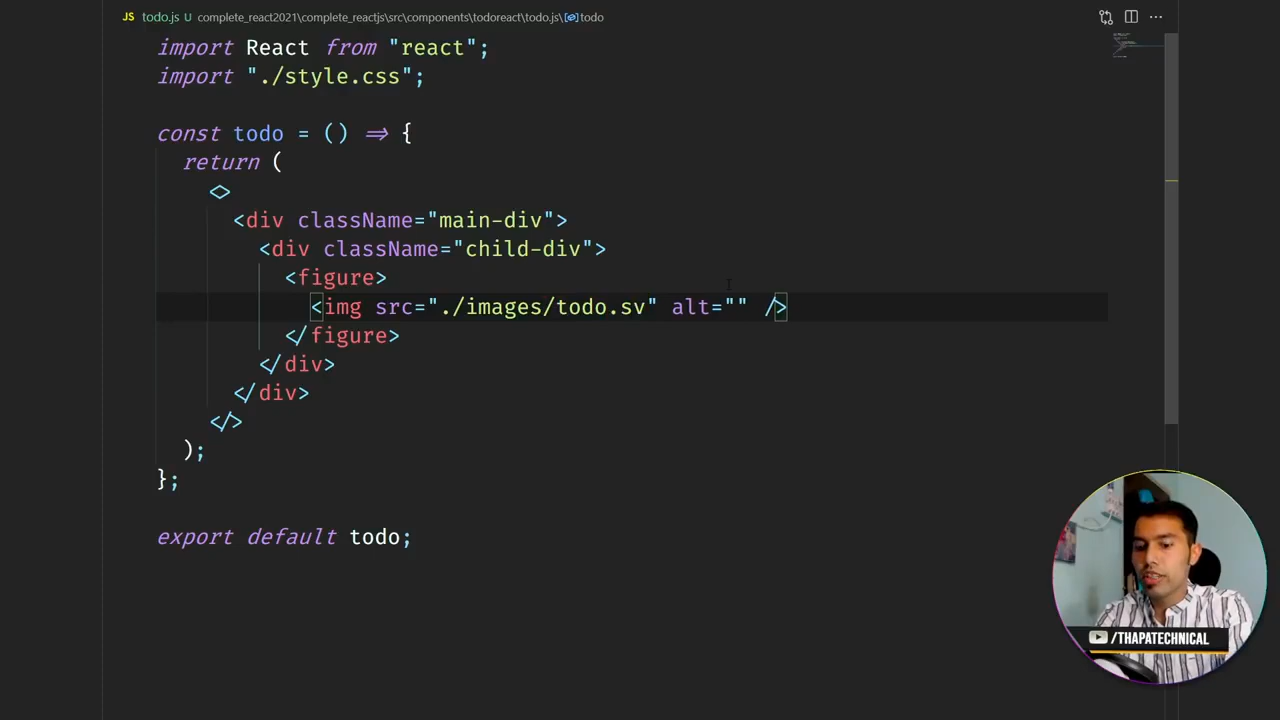 JS todo.js U complete_react2021\complete_reactjs\src\components\todoreact\todo.js\todo
import React from "react";
import "./style.css";
const todo = () => {
return (
<>
<div className="main-div">
<div className="child-div">
<figure>
<img src="./images/todo.sv" alt="" />
</figure>
</div>
</div>
</>
);
};
export default todo;
/THAPATECHNICAL